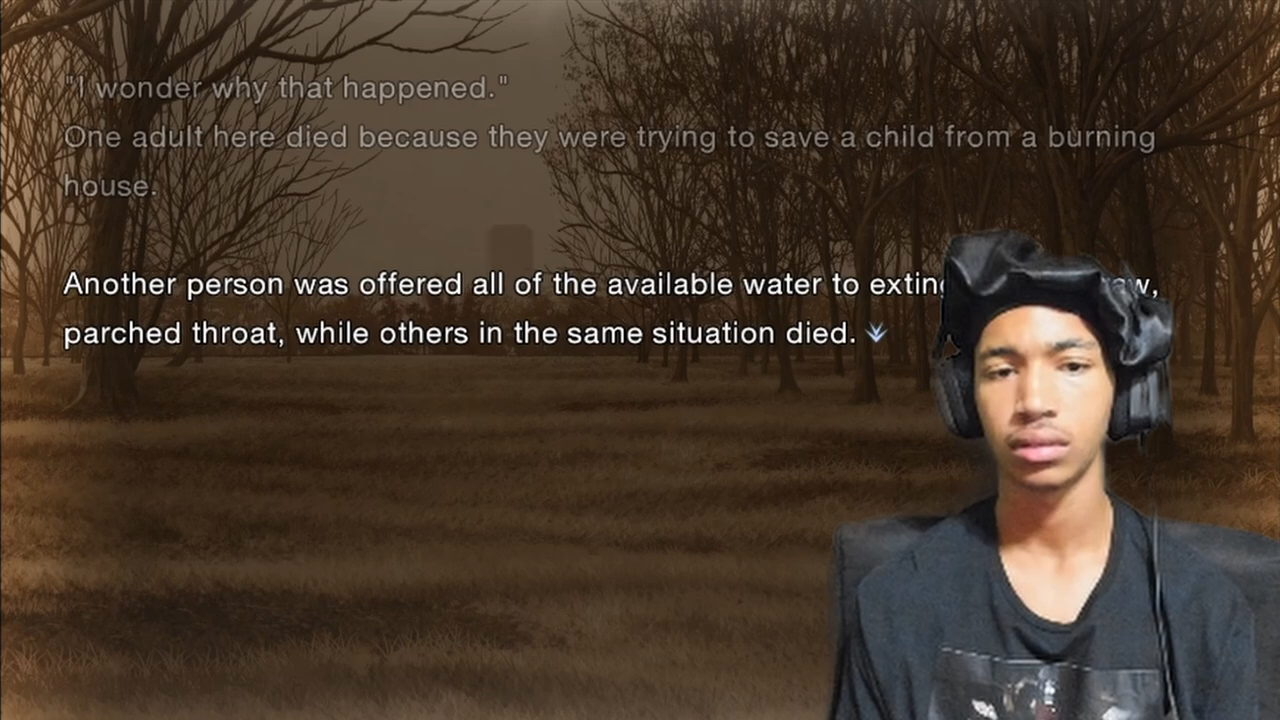 "I wonder why that happened."
One adult here died because they were trying to save a child from a burning
house.
Another person was offered all of the available water to
parched throat, while others in the same situation died.